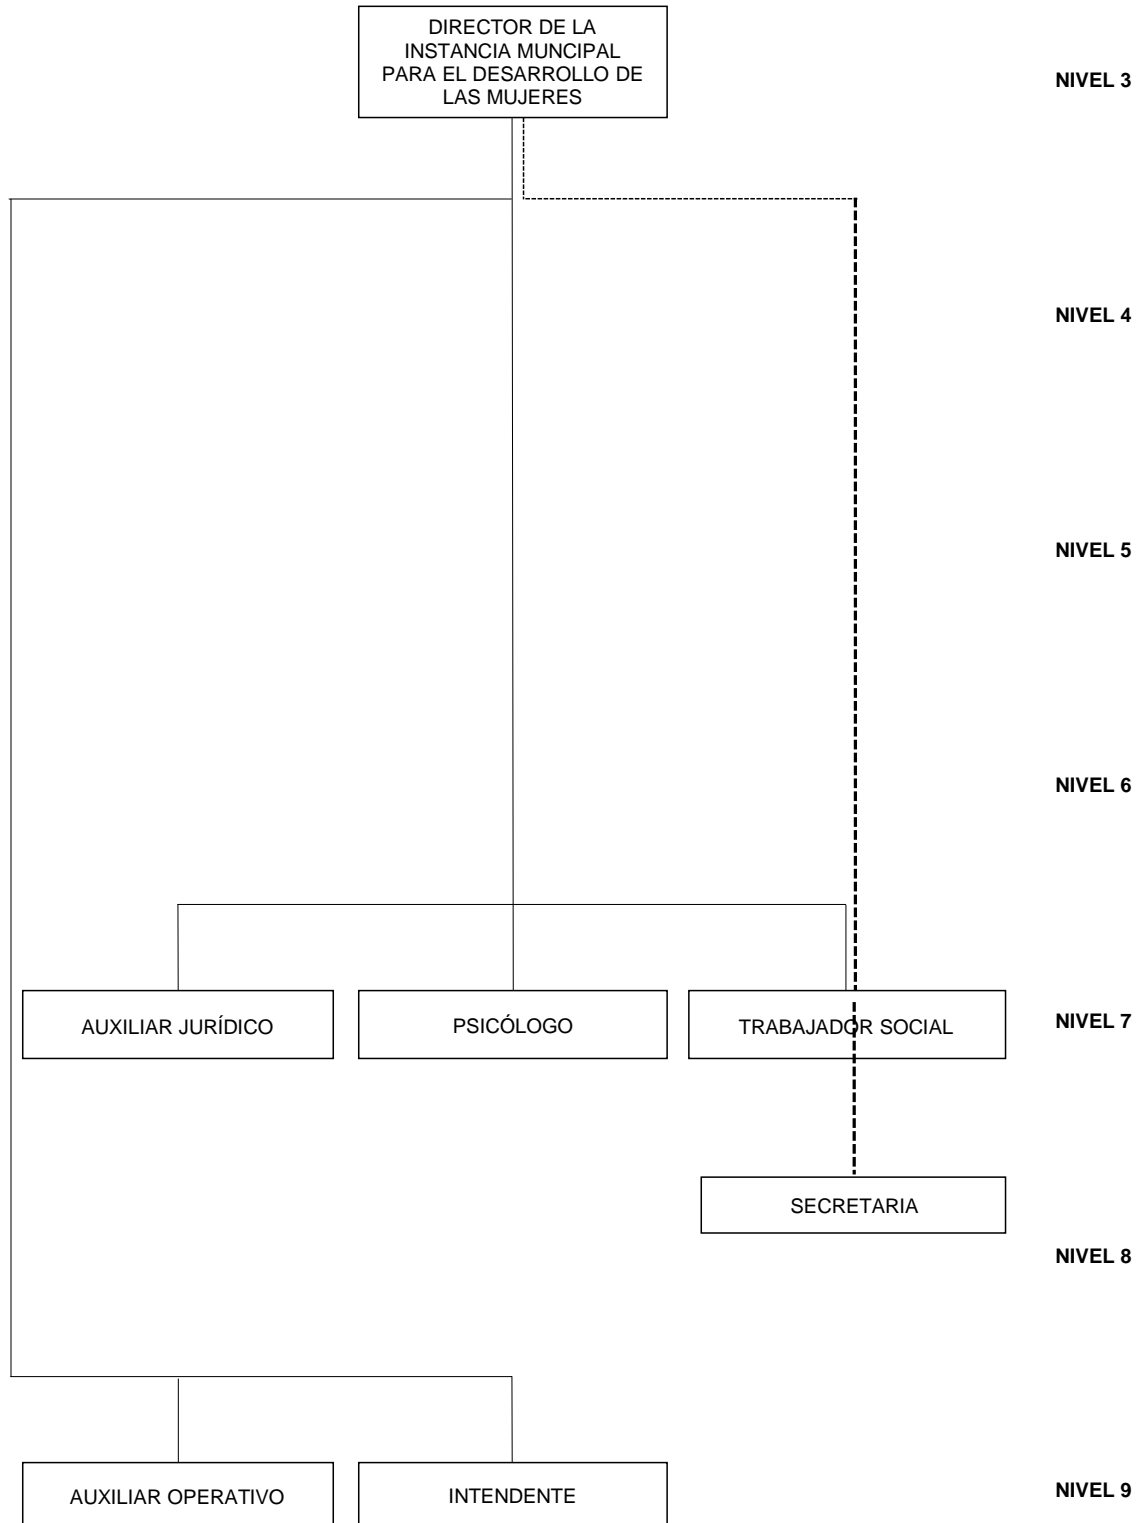 DIRECTOR DE LA
INSTANCIA MUNCIPAL
PARA EL DESARROLLO DE
LAS MUJERES
NIVEL 3
NIVEL 4
NIVEL 5
NIVEL 6
AUXILIAR JURÍDICO
PSICÓLOGO
TRABAJADOR SOCIAL
NIVEL 7
SECRETARIA
NIVEL 8
AUXILIAR OPERATIVO
INTENDENTE
NIVEL 9